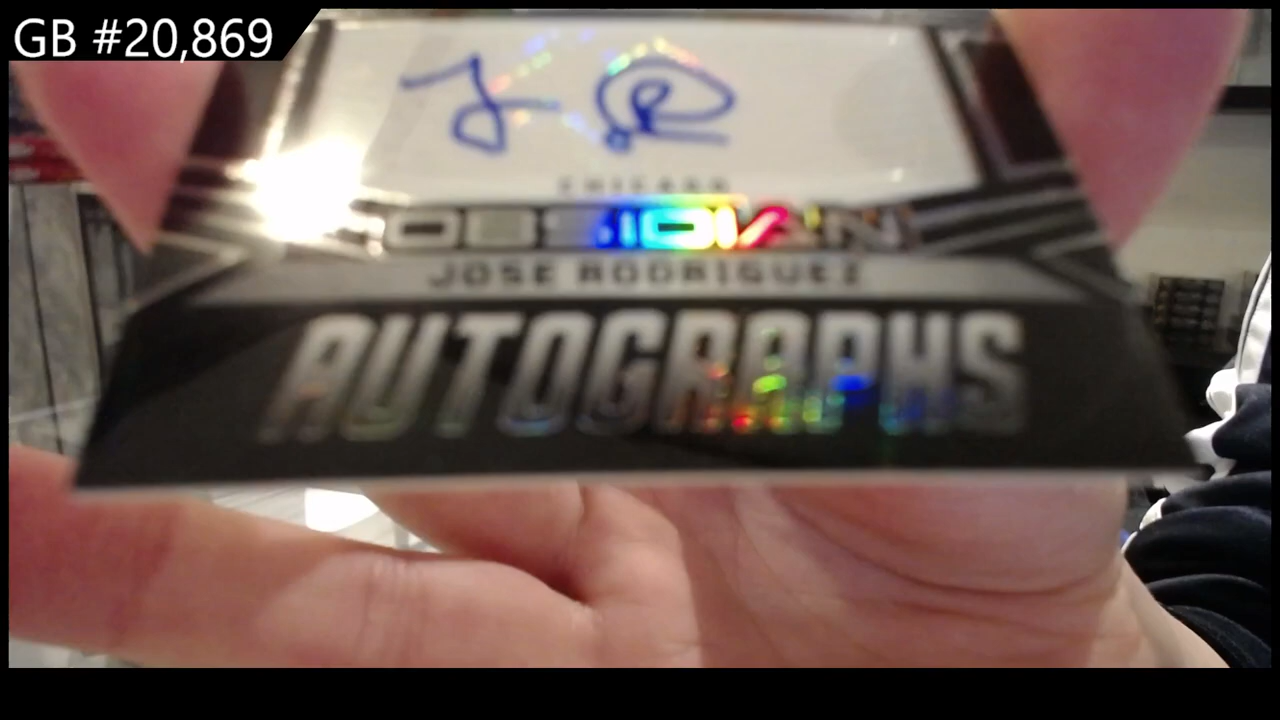 GB #20,869
J R
CHICAGO
OBSIDIAN
JOSE RODRIGUEZ
AUTOGRAPHS